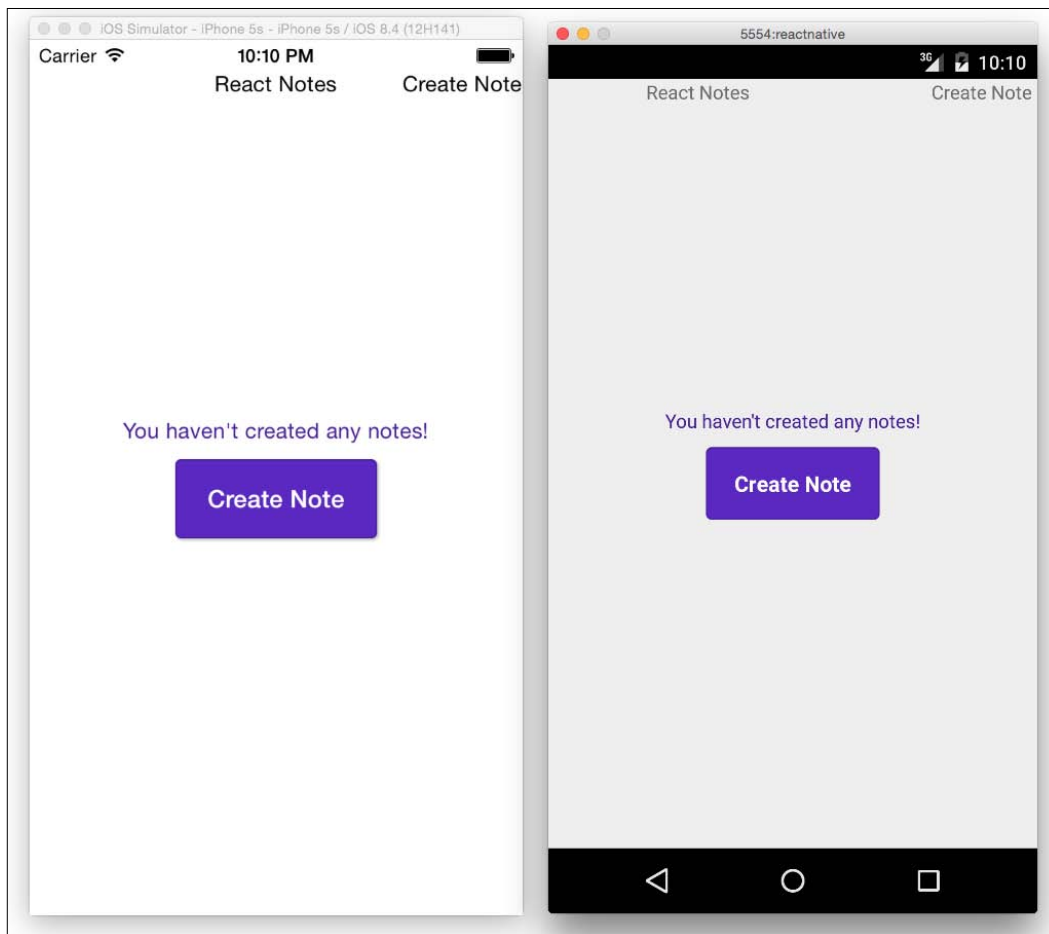 iOS Simulator - iPhone 5s - iPhone 5s / iOS 8.4 (12H141)
Carrier 10:10 PM
React Notes Create Note
You haven't created any notes!
Create Note
5554:reactnative
3G 10:10
React Notes Create Note
You haven't created any notes!
Create Note